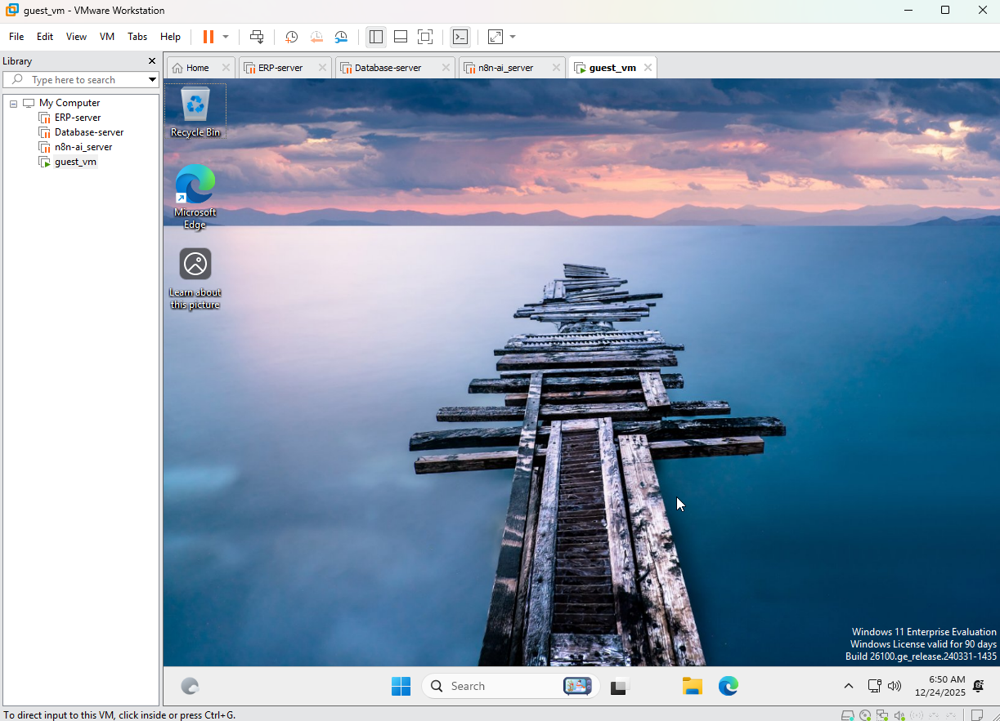 guest_vm - VMware Workstation
File Edit View VM Tabs Help
Library
Type here to search
My Computer
ERP-server
Database-server
n8n-ai_server
guest_vm
Home
ERP-server
Database-server
n8n-ai_server
guest_vm
Recycle Bin
Microsoft
Edge
Learn about
this picture
Windows 11 Enterprise Evaluation
Windows License valid for 90 days
Build 26100.ge_release.240331-1435
Search
6:50 AM
12/24/2025
To direct input to this VM, click inside or press Ctrl+G.